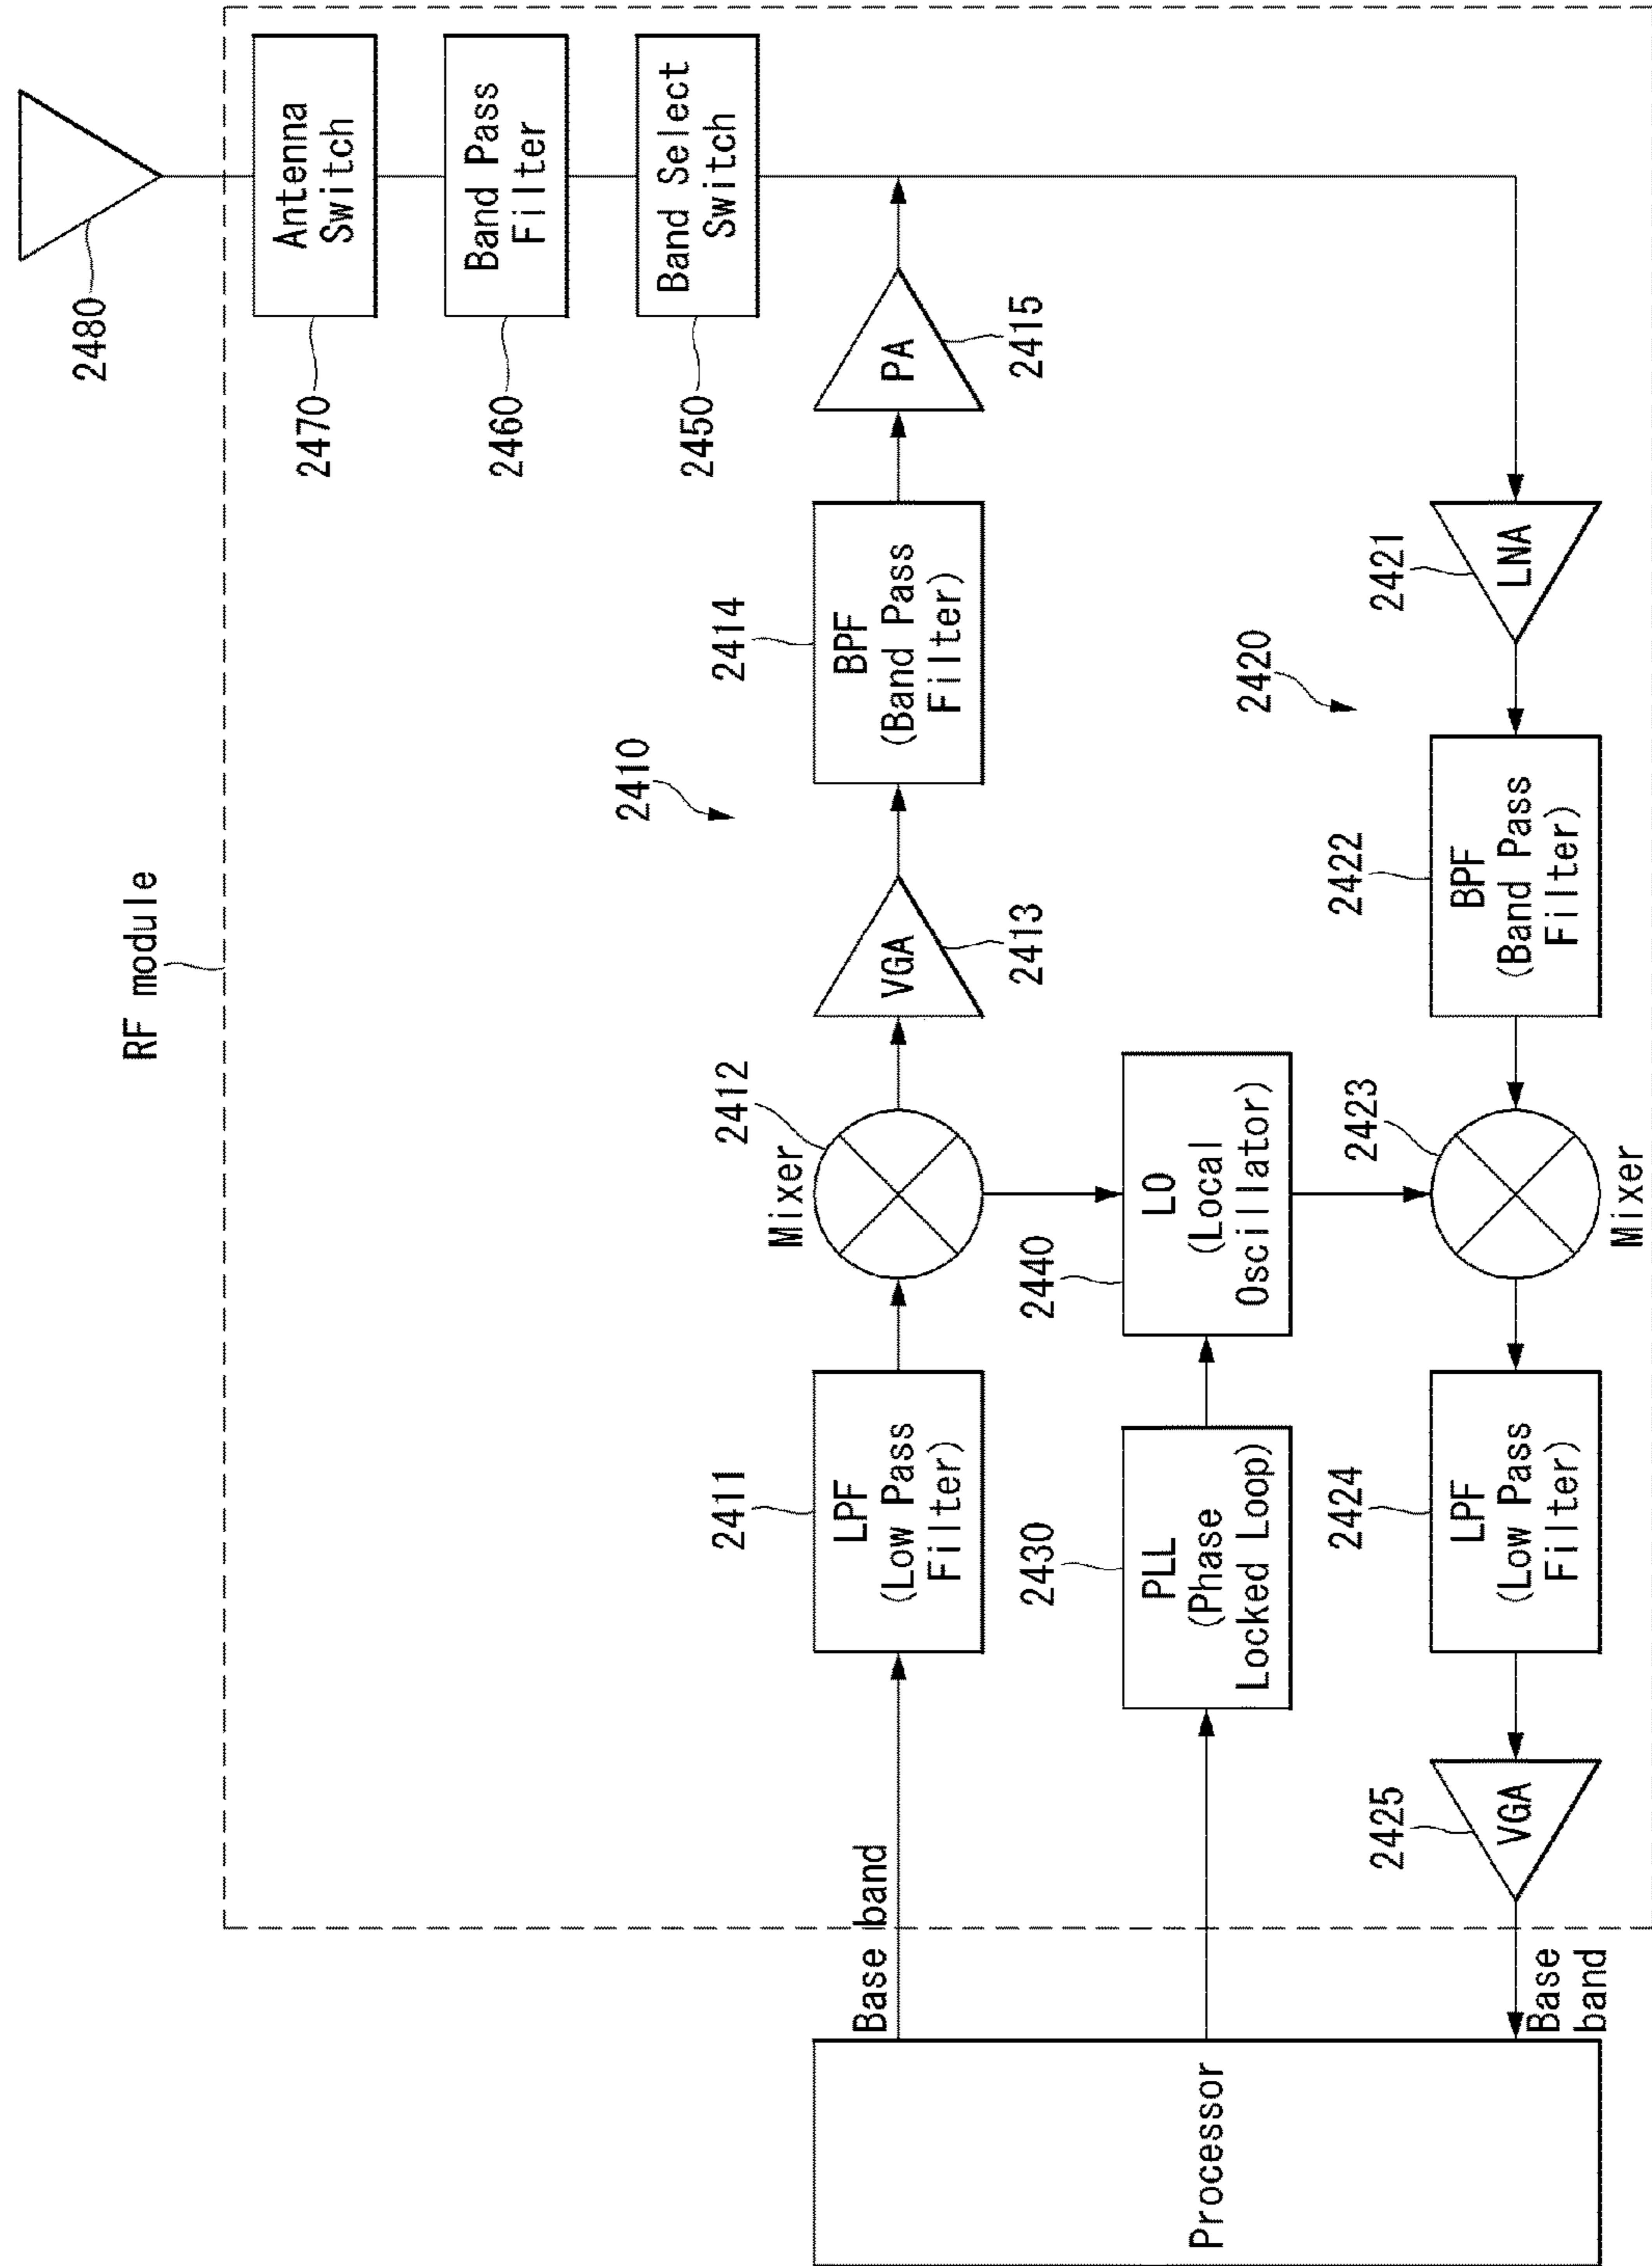 RF module
2480
Antenna
Switch
2470
Band Pass
Filter
2460
Band Select
Switch
2450
2410
2411
LPF
(Low Pass
Filter)
Mixer
2412
VGA
2413
2414
BPF
(Band Pass
Filter)
PA
2415
Base band
Processor
2430
PLL
(Phase
Locked Loop)
2440
LO
(Local
Oscillator)
2420
2425
VGA
2424
LPF
(Low Pass
Filter)
2423
Mixer
2422
BPF
(Band Pass
Filter)
2421
LNA
Base
band